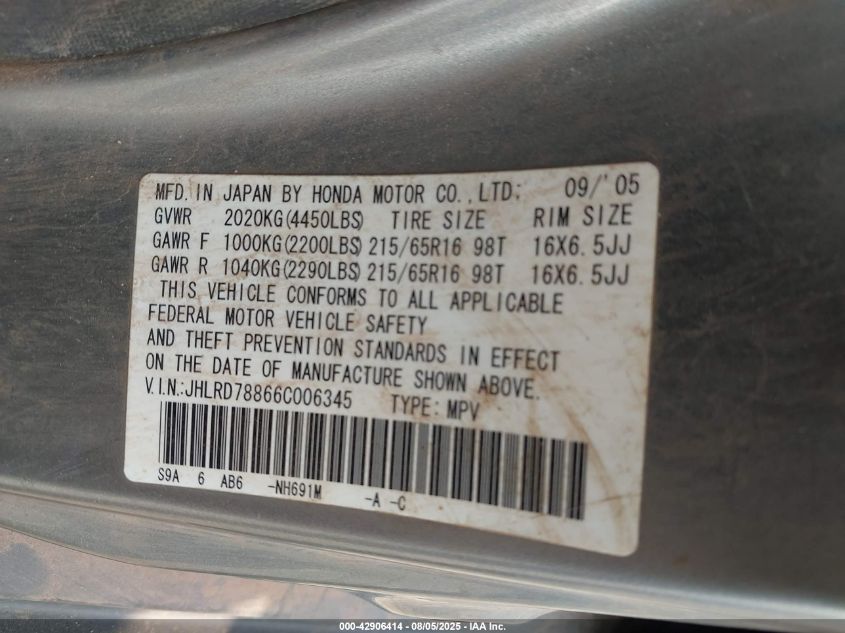 MFD. IN JAPAN BY HONDA MOTOR CO., LTD: 09/'05
GVWR 2020KG(4450LBS) TIRE SIZE RIM SIZE
GAWR F 1000KG(2200LBS) 215/65R16 98T 16X6.5JJ
GAWR R 1040KG(2290LBS) 215/65R16 98T 16X6.5JJ
THIS VEHICLE CONFORMS TO ALL APPLICABLE
FEDERAL MOTOR VEHICLE SAFETY
AND THEFT PREVENTION STANDARDS IN EFFECT
ON THE DATE OF MANUFACTURE SHOWN ABOVE.
V.I.N.:JHLRD78866C006345 TYPE: MPV
S9A 6 AB6 -NH691M -A -C
000-42906414 - 08/05/2025 - IAA Inc.